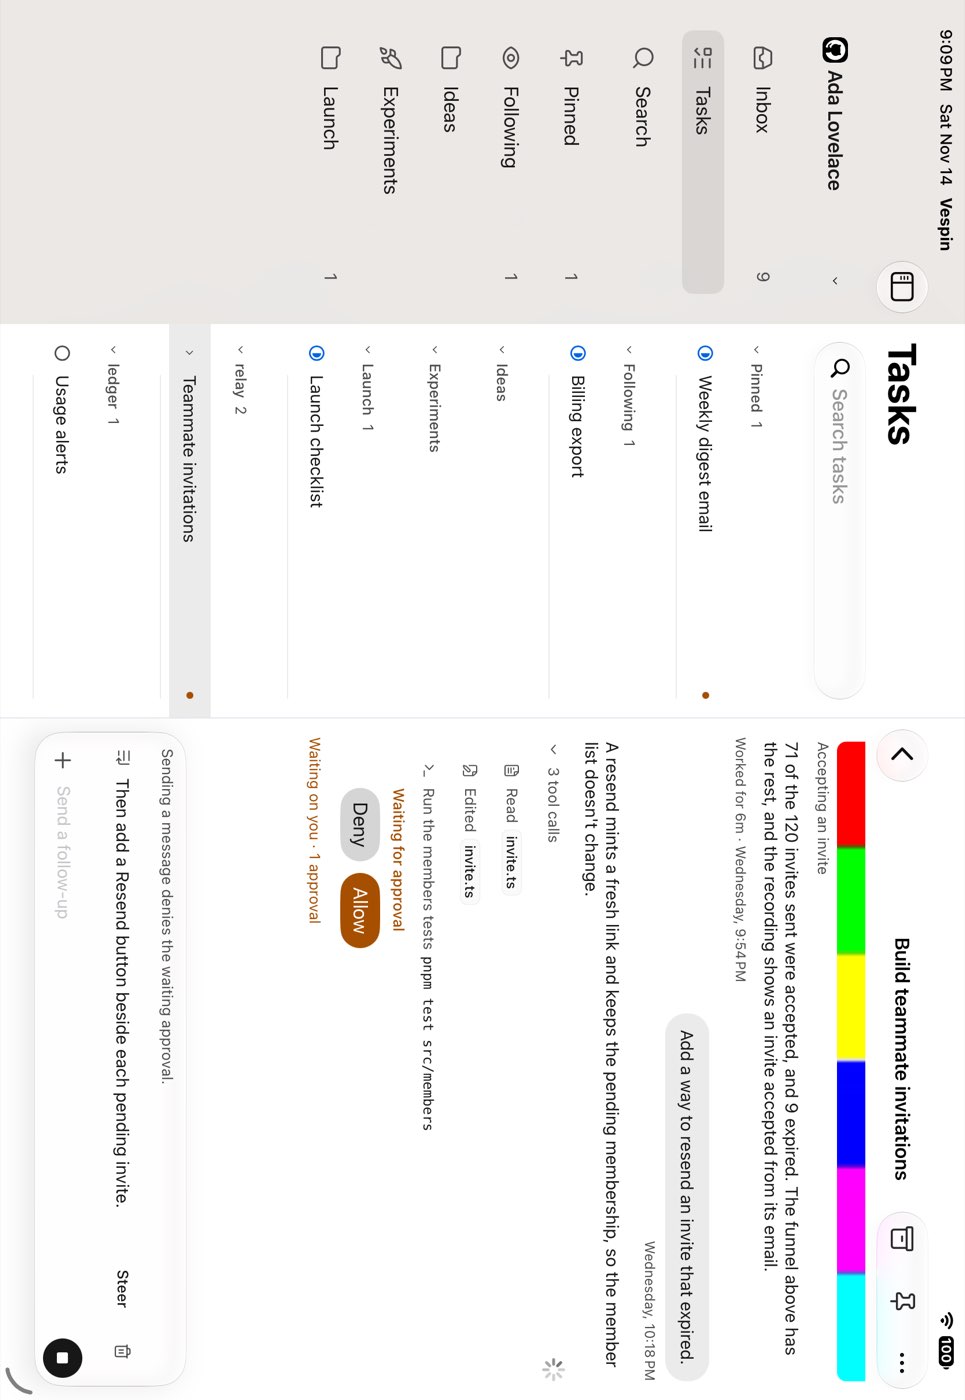 9:09 PM Sat Nov 14 Vespin
100
Ada Lovelace
Inbox 9
Tasks
Search
Pinned 1
Following 1
Ideas
Experiments
Launch 1
Tasks
Search tasks
Pinned 1
Weekly digest email
Following 1
Billing export
Ideas
Experiments
Launch 1
Launch checklist
relay 2
Teammate invitations
ledger 1
Usage alerts
Build teammate invitations
Accepting an invite
71 of the 120 invites sent were accepted, and 9 expired. The funnel above has
the rest, and the recording shows an invite accepted from its email.
Worked for 6m · Wednesday, 9:54 PM
Add a way to resend an invite that expired.
Wednesday, 10:18 PM
A resend mints a fresh link and keeps the pending membership, so the member
list doesn't change.
3 tool calls
Read invite.ts
Edited invite.ts
Run the members tests pnpm test src/members
Waiting for approval
Deny Allow
Waiting on you · 1 approval
Sending a message denies the waiting approval.
Then add a Resend button beside each pending invite. Steer
Send a follow-up